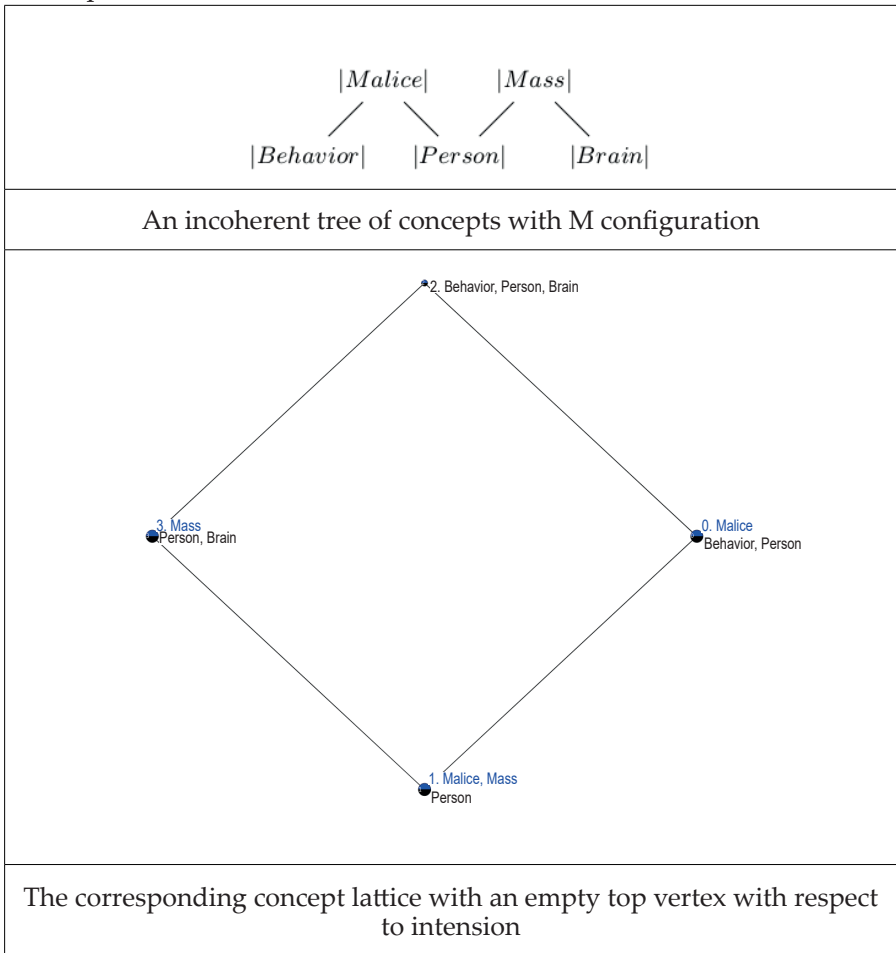 |Malice| |Mass|
|Behavior| |Person| |Brain|
An incoherent tree of concepts with M configuration
2. Behavior, Person, Brain
3. Mass
Person, Brain
0. Malice
Behavior, Person
1. Malice, Mass
Person
The corresponding concept lattice with an empty top vertex with respect
to intension